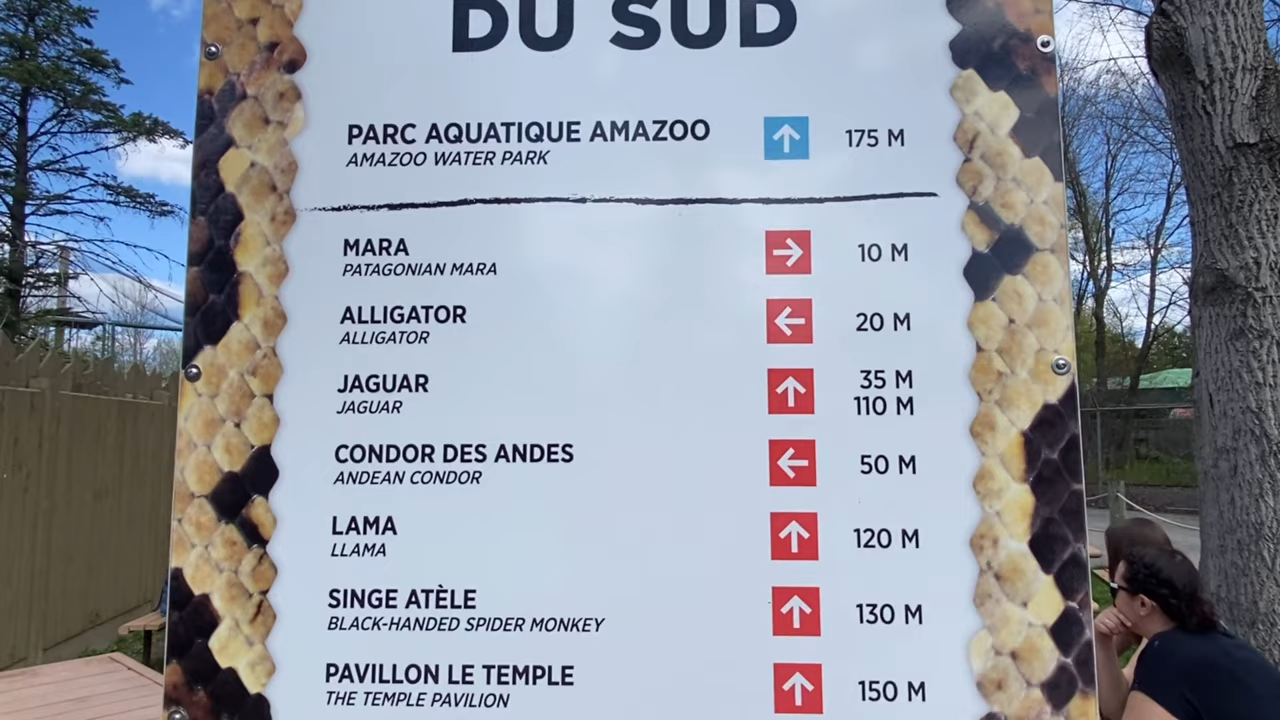 DU SUD
PARC AQUATIQUE AMAZOO
AMAZOO WATER PARK
175 M
MARA
PATAGONIAN MARA
10 M
ALLIGATOR
ALLIGATOR
20 M
JAGUAR
JAGUAR
35 M
110 M
CONDOR DES ANDES
ANDEAN CONDOR
50 M
LAMA
LLAMA
120 M
SINGE ATÈLE
BLACK-HANDED SPIDER MONKEY
130 M
PAVILLON LE TEMPLE
THE TEMPLE PAVILION
150 M